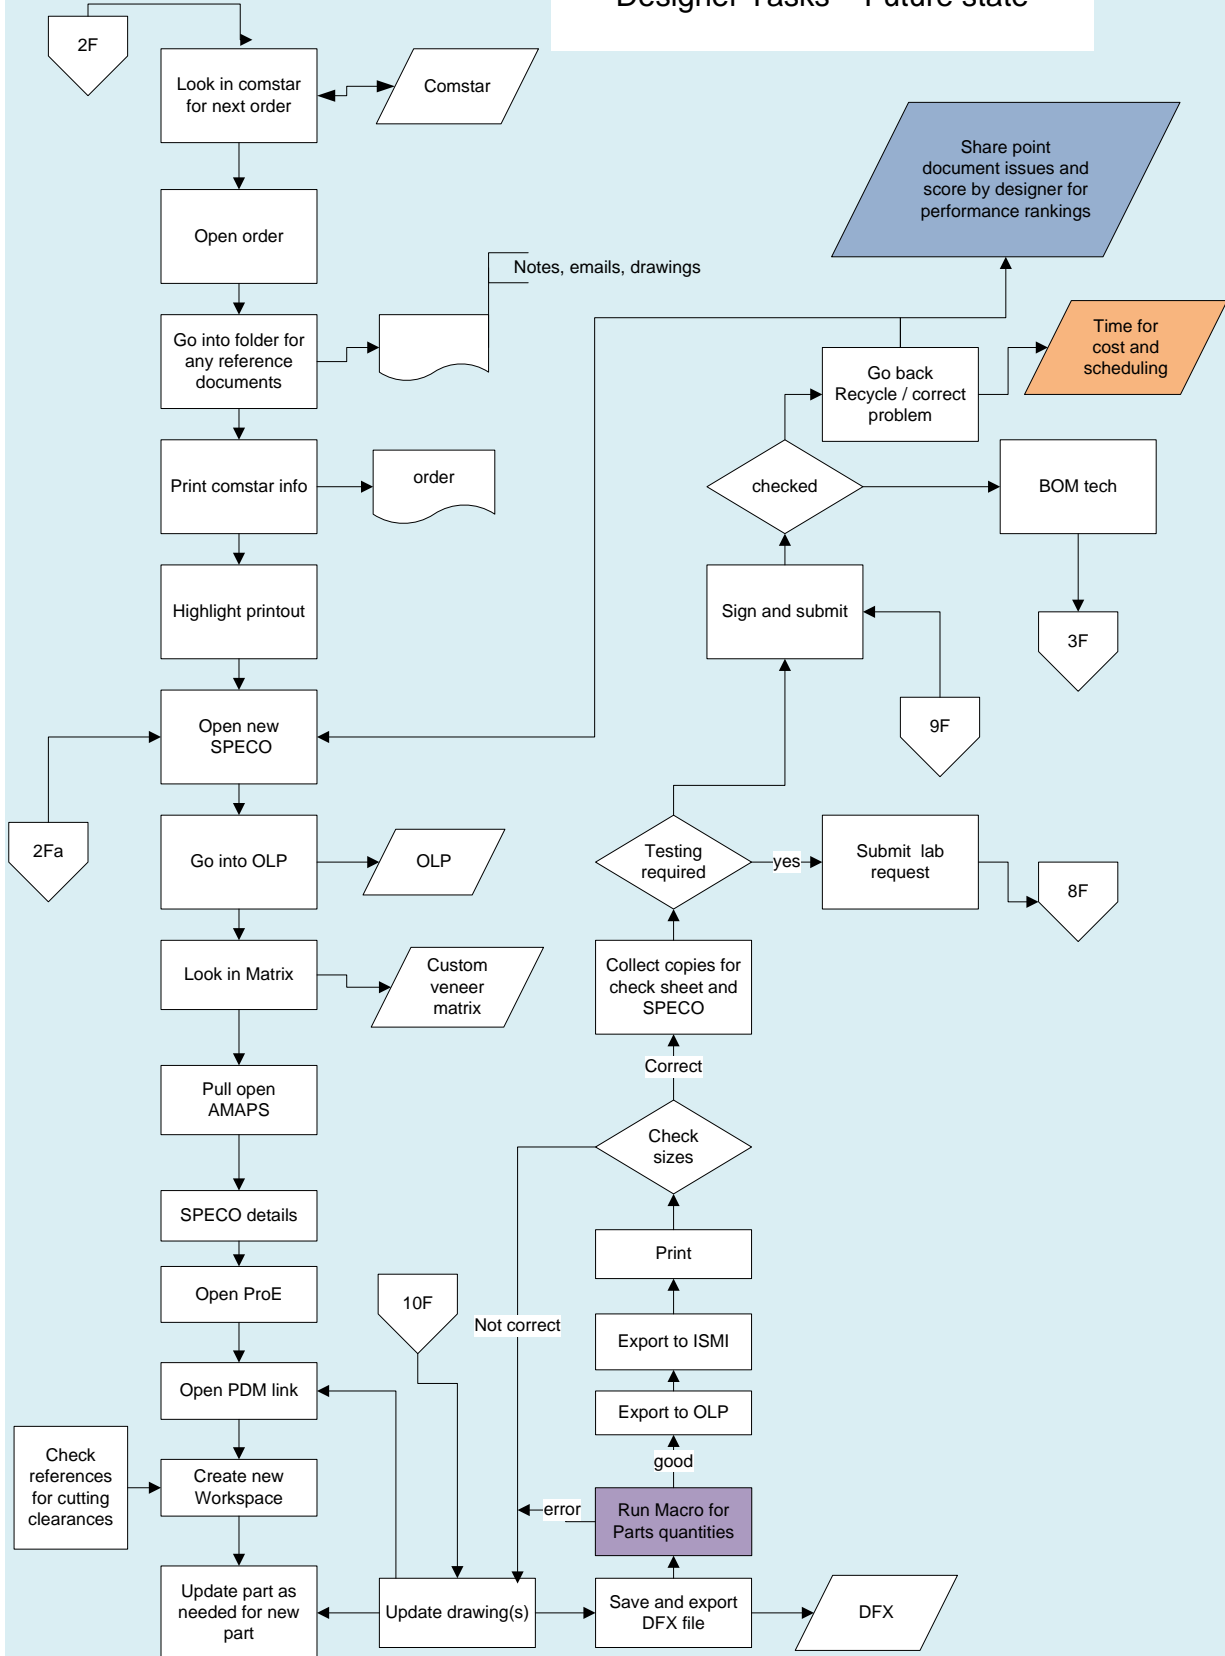 Designer Tasks – Future state
2F
Look in comstar
for next order
Comstar
Share point
document issues and
score by designer for
performance rankings
Open order
Notes, emails, drawings
Go into folder for
any reference
documents
Time for
cost and
scheduling
Go back
Recycle / correct
problem
Print comstar info
order
checked
BOM tech
Highlight printout
Sign and submit
3F
9F
Open new
SPECO
2Fa
Go into OLP
OLP
Testing
required
yes
Submit lab
request
8F
Look in Matrix
Custom
veneer
matrix
Collect copies for
check sheet and
SPECO
Correct
Pull open
AMAPS
Check
sizes
SPECO details
Print
Open ProE
10F
Not correct
Export to ISMI
Open PDM link
Export to OLP
good
Check
references
for cutting
clearances
Create new
Workspace
error
Run Macro for
Parts quantities
Update part as
needed for new
part
Update drawing(s)
Save and export
DFX file
DFX